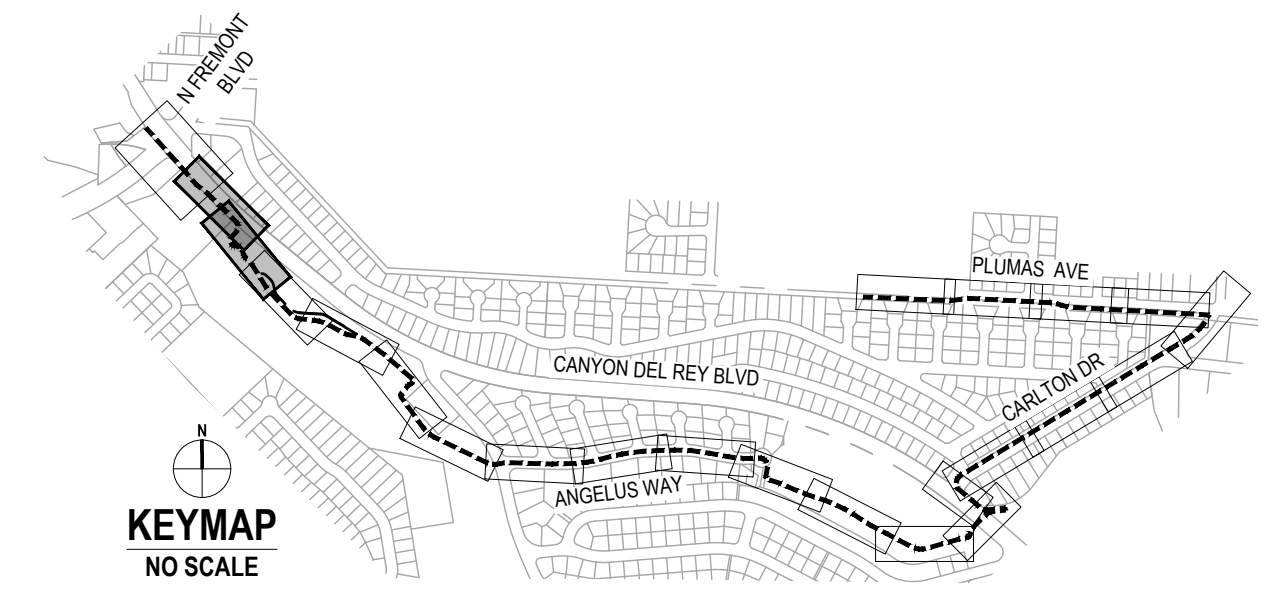 N FREMONT
BLVD
PLUMAS AVE
CANYON DEL REY BLVD
CARLTON DR
ANGELUS WAY
N
KEYMAP
NO SCALE